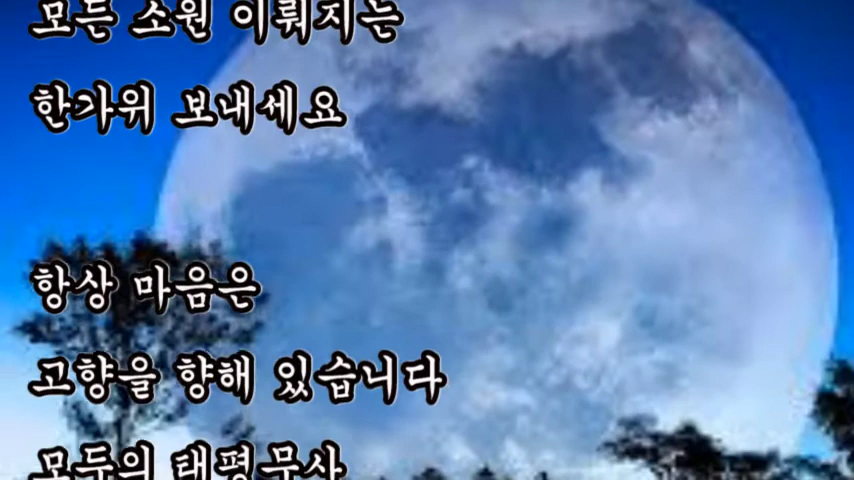 모든 소원 이뤄지는
한가위 보내세요
항상 마음은
고향을 향해 있습니다
모두의 태평무사